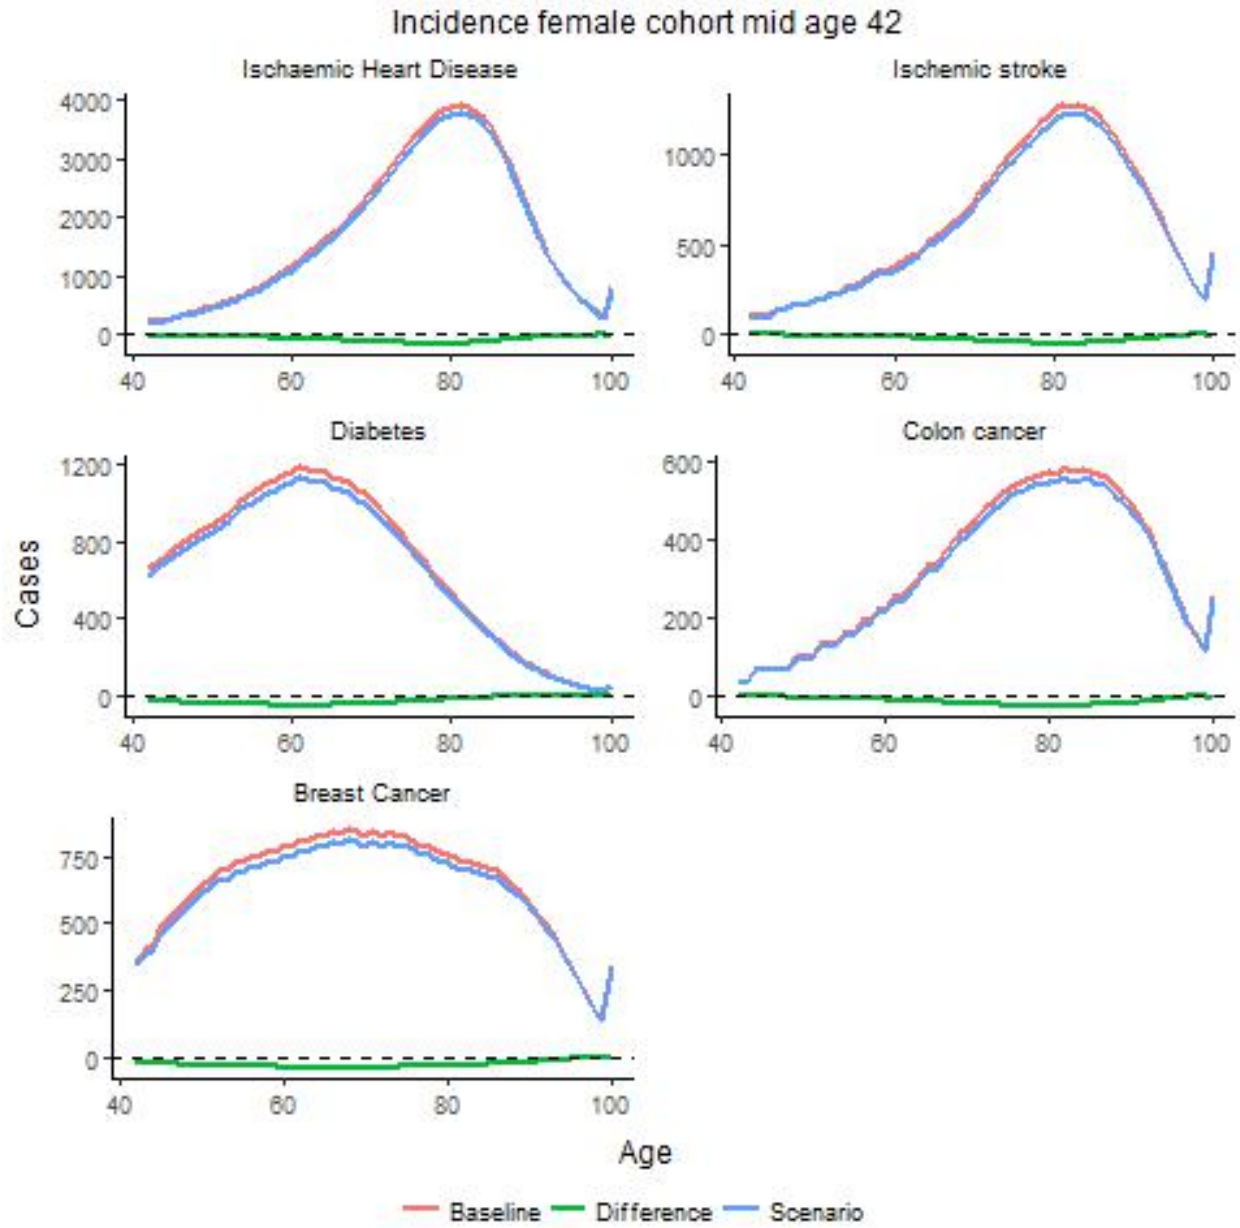 Incidence female cohort mid age 42
Ischaemic Heart Disease
4000
3000
2000
1000
0
40 60 80 100
Ischemic stroke
1000
500
0
40 60 80 100
Diabetes
1200
800
400
0
40 60 80 100
Colon cancer
600
400
200
0
40 60 80 100
Breast Cancer
750
500
250
0
40 60 80 100
Cases
Age
Baseline Difference Scenario